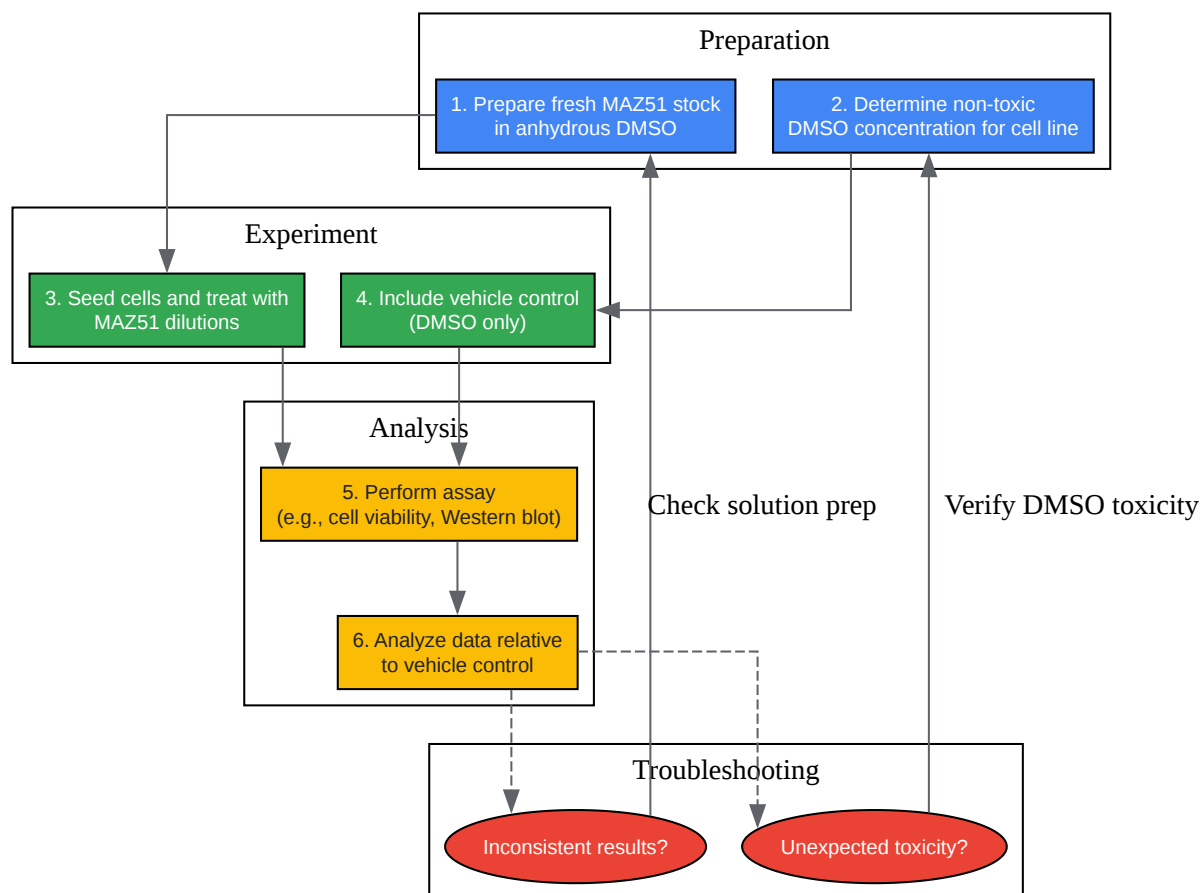 Preparation
1. Prepare fresh MAZ51 stock
in anhydrous DMSO
2. Determine non-toxic
DMSO concentration for cell line
Experiment
3. Seed cells and treat with
MAZ51 dilutions
4. Include vehicle control
(DMSO only)
Analysis
5. Perform assay
(e.g., cell viability, Western blot)
Check solution prep
Verify DMSO toxicity
6. Analyze data relative
to vehicle control
Troubleshooting
Inconsistent results?
Unexpected toxicity?